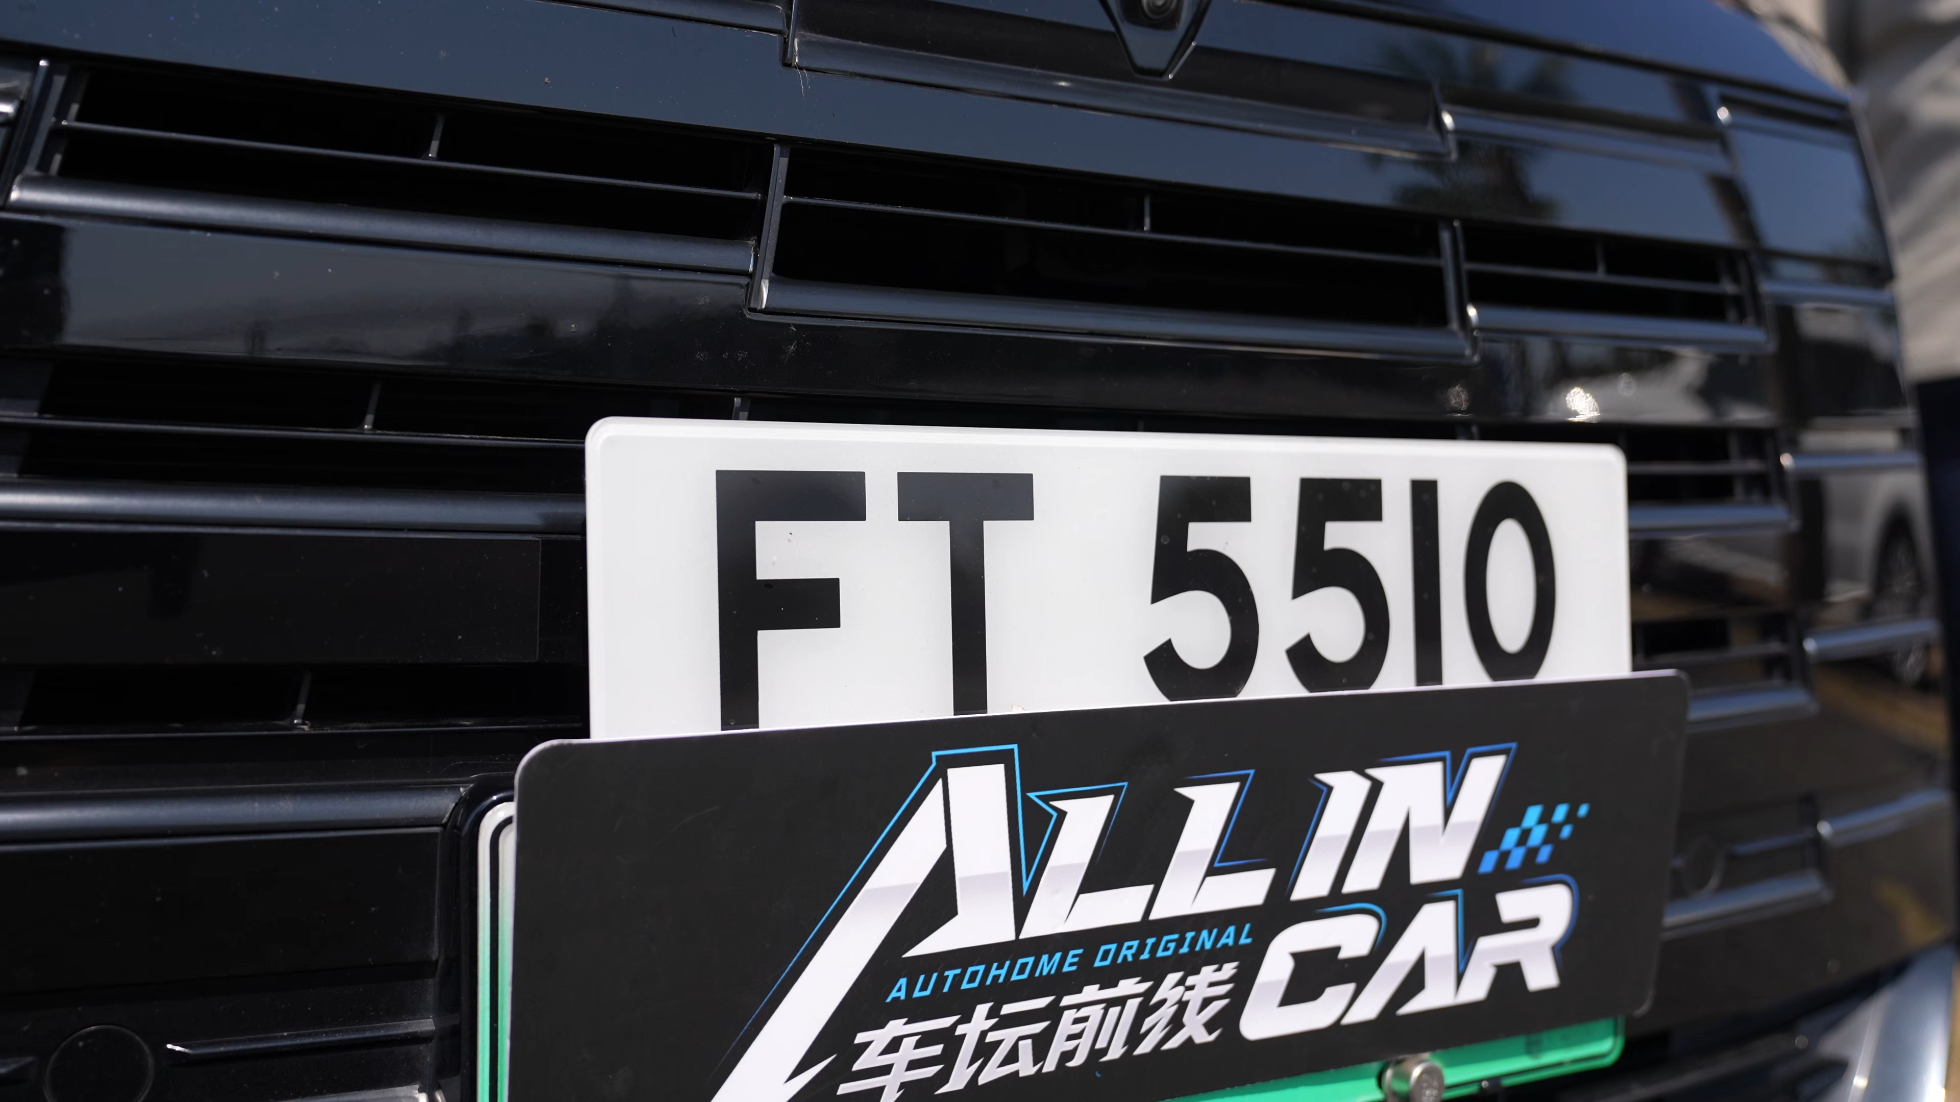 FT 5510
ALL IN
AUTOHOME ORIGINAL
CAR
车坛前线